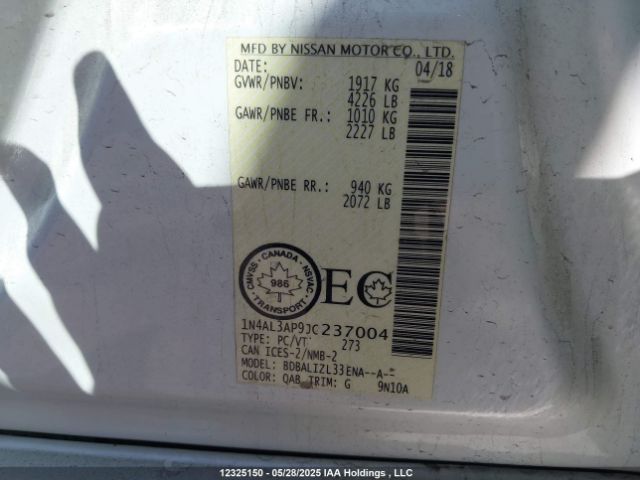 MFD BY NISSAN MOTOR CO., LTD.
DATE: 04/18
GVWR/PNBV: 1917 KG
4226 LB
GAWR/PNBE FR.: 1010 KG
2227 LB
GAWR/PNBE RR.: 940 KG
2072 LB
CMVSS · CANADA · NSVAC
986
· TRANSPORT ·
EC
1N4AL3AP9JC237004
TYPE: PC/VT 273
CAN ICES-2/NMB-2
MODEL: BDBALIZL33ENA--A-
COLOR: QAB TRIM: G 9N10A
12325150 — 05/28/2025 IAA Holdings , LLC